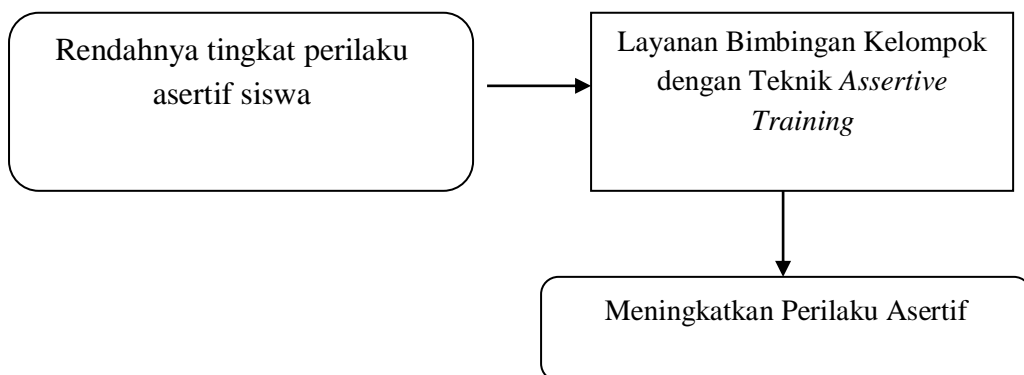 Rendahnya tingkat perilaku
asertif siswa
Layanan Bimbingan Kelompok
dengan Teknik Assertive
Training
Meningkatkan Perilaku Asertif